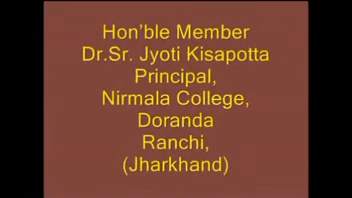 Hon’ble Member
Dr.Sr. Jyoti Kisapotta
Principal,
Nirmala College,
Doranda
Ranchi,
(Jharkhand)